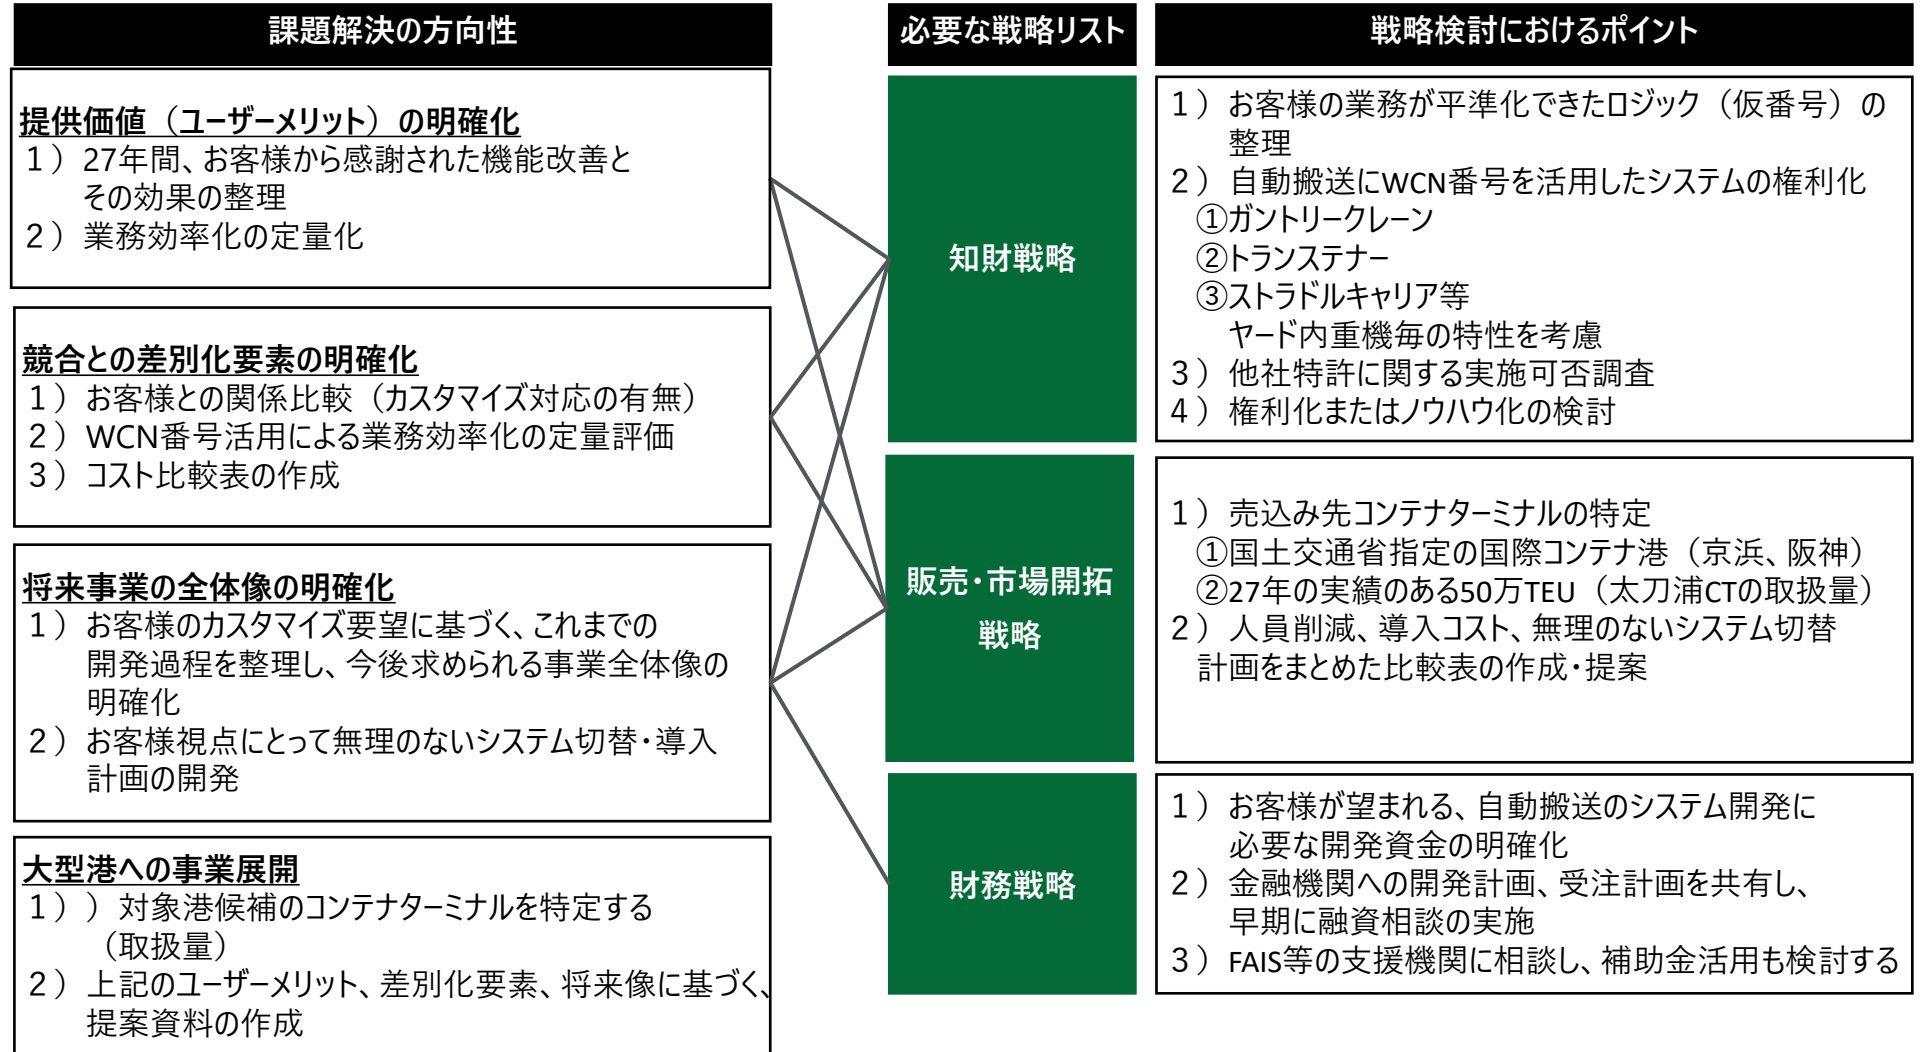 課題解決の方向性
提供価値（ユーザーメリット）の明確化
１）27年間、お客様から感謝された機能改善と
その効果の整理
２）業務効率化の定量化
競合との差別化要素の明確化
１）お客様との関係比較（カスタマイズ対応の有無）
２）WCN番号活用による業務効率化の定量評価
３）コスト比較表の作成
将来事業の全体像の明確化
１）お客様のカスタマイズ要望に基づく、これまでの
開発過程を整理し、今後求められる事業全体像の
明確化
２）お客様視点にとって無理のないシステム切替・導入
計画の開発
大型港への事業展開
１））対象港候補のコンテナターミナルを特定する
（取扱量）
２）上記のユーザーメリット、差別化要素、将来像に基づく、
提案資料の作成
必要な戦略リスト
知財戦略
販売・市場開拓
戦略
財務戦略
戦略検討におけるポイント
１）お客様の業務が平準化できたロジック（仮番号）の
整理
２）自動搬送にWCN番号を活用したシステムの権利化
①ガントリークレーン
②トランステナー
③ストラドルキャリア等
ヤード内重機毎の特性を考慮
３）他社特許に関する実施可否調査
４）権利化またはノウハウ化の検討
１）売込み先コンテナターミナルの特定
①国土交通省指定の国際コンテナ港（京浜、阪神）
②27年の実績のある50万TEU（太刀浦CTの取扱量）
２）人員削減、導入コスト、無理のないシステム切替
計画をまとめた比較表の作成・提案
１）お客様が望まれる、自動搬送のシステム開発に
必要な開発資金の明確化
２）金融機関への開発計画、受注計画を共有し、
早期に融資相談の実施
３）FAIS等の支援機関に相談し、補助金活用も検討する